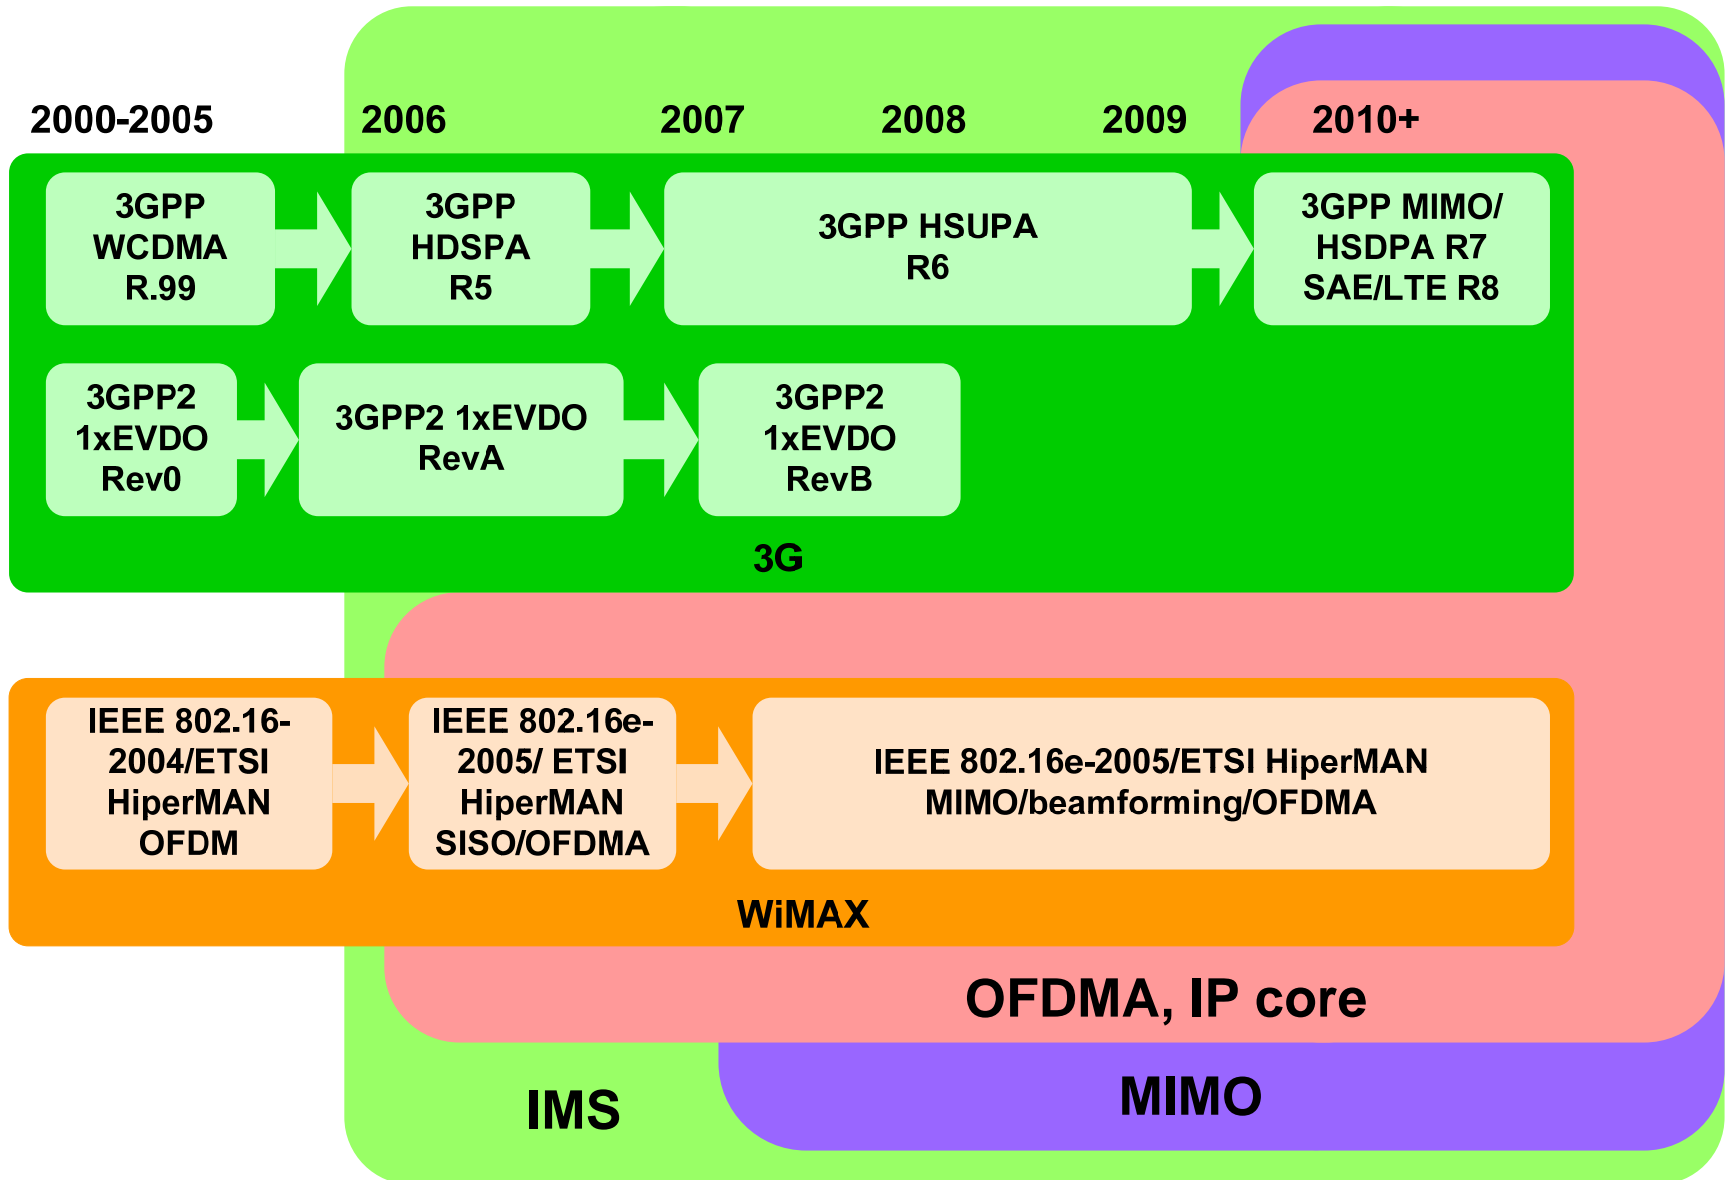 2000-2005 2006 2007 2008 2009 2010+
3GPP
WCDMA
R.99
3GPP
HDSPA
R5
3GPP HSUPA
R6
3GPP MIMO/
HSDPA R7
SAE/LTE R8
3GPP2
1xEVDO
Rev0
3GPP2 1xEVDO
RevA
3GPP2
1xEVDO
RevB
3G
IEEE 802.16-
2004/ETSI
HiperMAN
OFDM
IEEE 802.16e-
2005/ ETSI
HiperMAN
SISO/OFDMA
IEEE 802.16e-2005/ETSI HiperMAN
MIMO/beamforming/OFDMA
WiMAX
OFDMA, IP core
IMS
MIMO